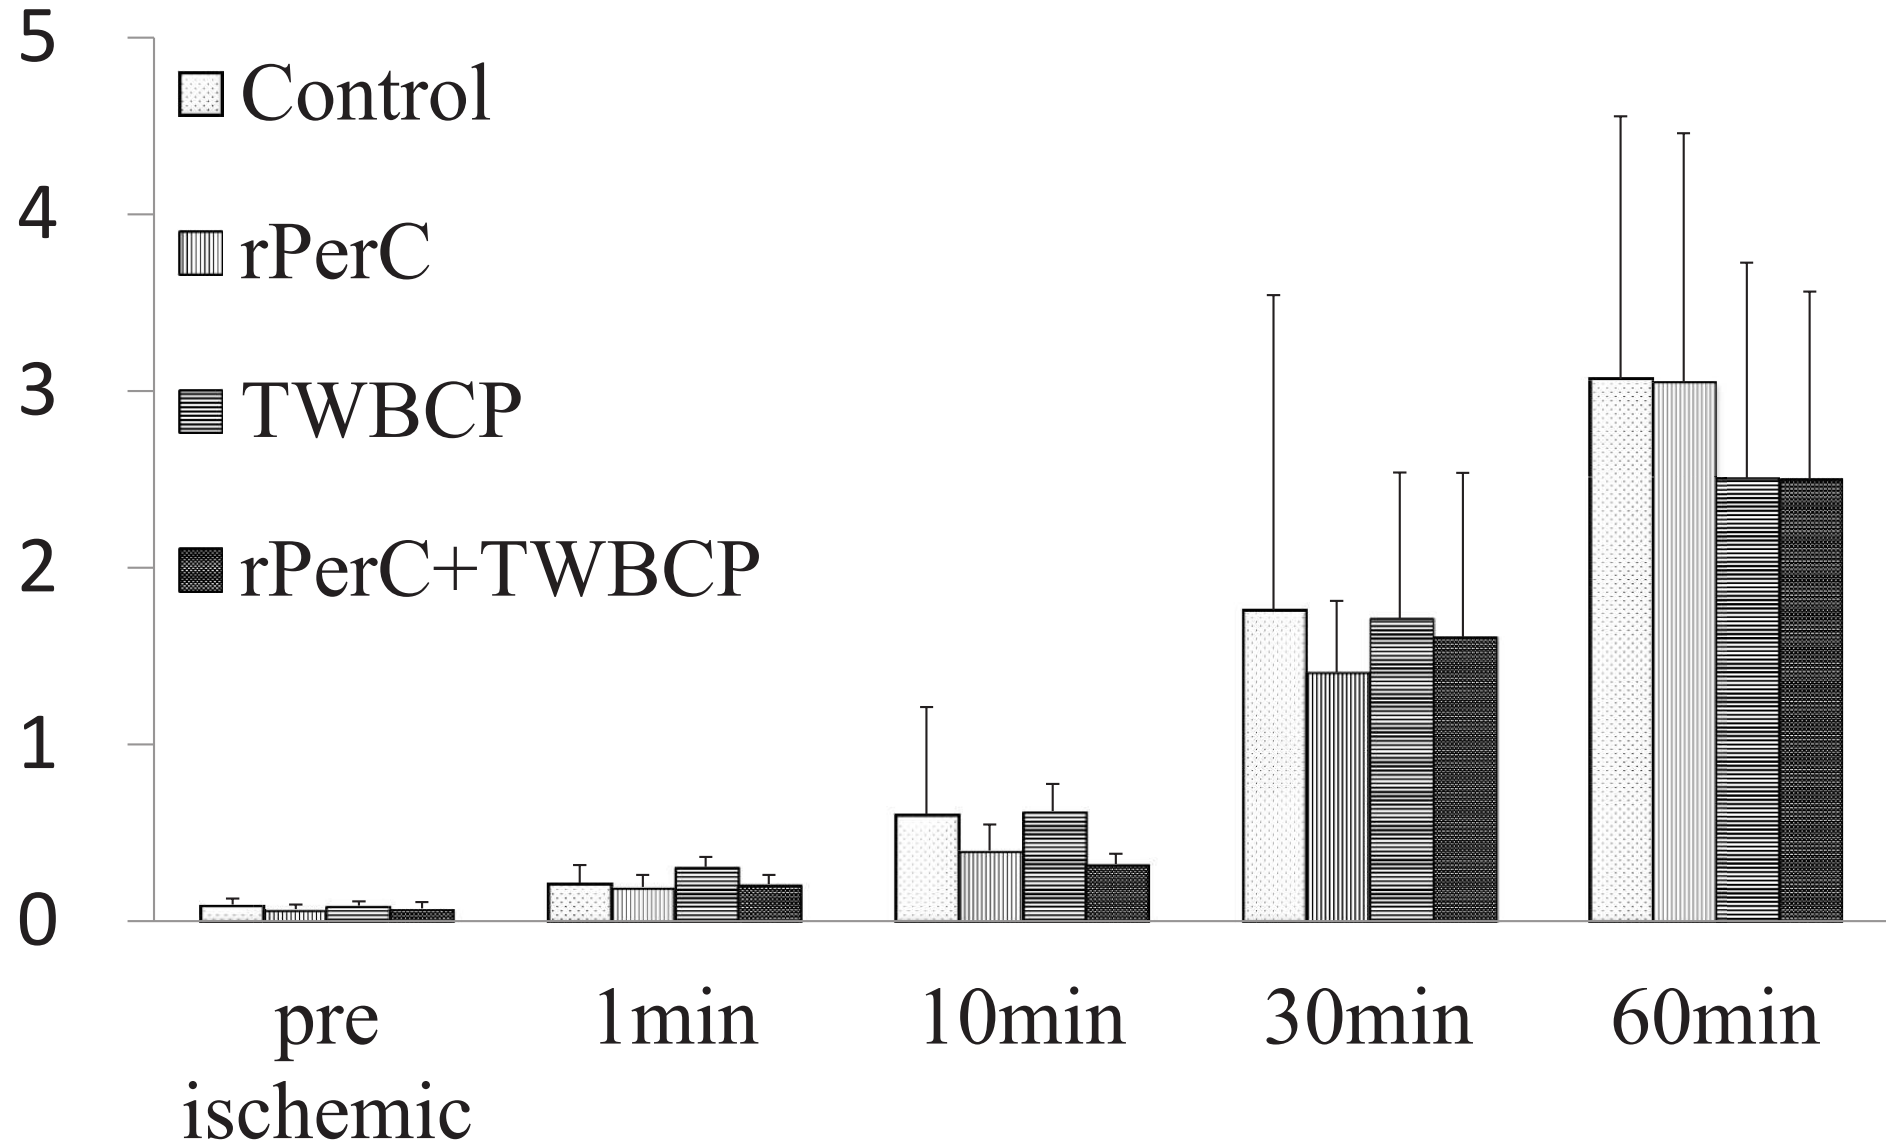 5
4
3
2
1
0
Control
rPerC
TWBCP
rPerC+TWBCP
pre
ischemic
1min
10min
30min
60min